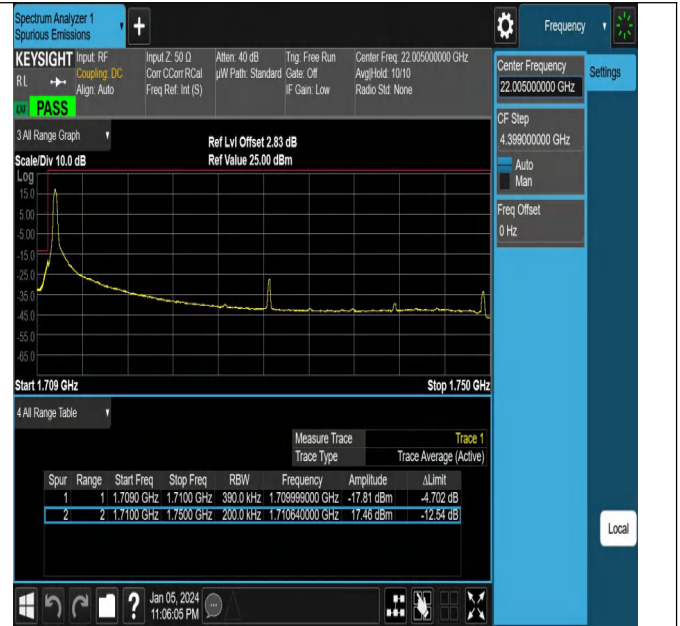 Spectrum Analyzer 1
Spurious Emissions
+
Frequency
KEYSIGHT
RL
Input: RF
Coupling: DC
Align: Auto
Input Z: 50 Ω
Corr CCorr RCal
Freq Ref: Int (S)
Atten: 40 dB
µW Path: Standard
Trig: Free Run
Gate: Off
IF Gain: Low
Center Freq: 22.005000000 GHz
Avg|Hold: 10/10
Radio Std: None
PASS
Center Frequency
22.005000000 GHz
Settings
CF Step
4.399000000 GHz
Auto
Man
Freq Offset
0 Hz
3 All Range Graph
Scale/Div 10.0 dB
Ref Lvl Offset 2.83 dB
Ref Value 25.00 dBm
Log
15.0
5.00
-5.00
-15.0
-25.0
-35.0
-45.0
-55.0
-65.0
Start 1.709 GHz
Stop 1.750 GHz
4 All Range Table
Measure Trace Trace 1
Trace Type Trace Average (Active)
Spur Range Start Freq Stop Freq RBW Frequency Amplitude ΔLimit
1 1 1.7090 GHz 1.7100 GHz 390.0 kHz 1.709999000 GHz -17.81 dBm -4.702 dB
2 2 1.7100 GHz 1.7500 GHz 200.0 kHz 1.710640000 GHz 17.46 dBm -12.54 dB
Local
?
Jan 05, 2024
11:06:05 PM